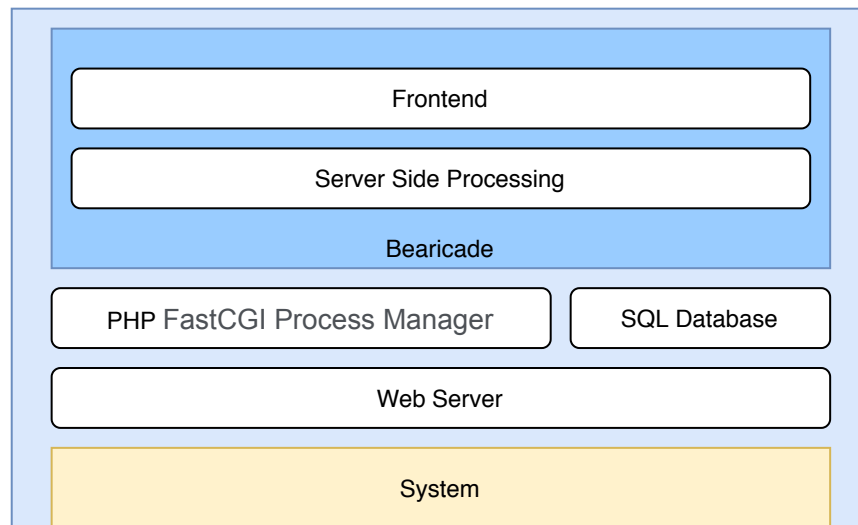 Frontend
Server Side Processing
Bearicade
PHP FastCGI Process Manager
SQL Database
Web Server
System